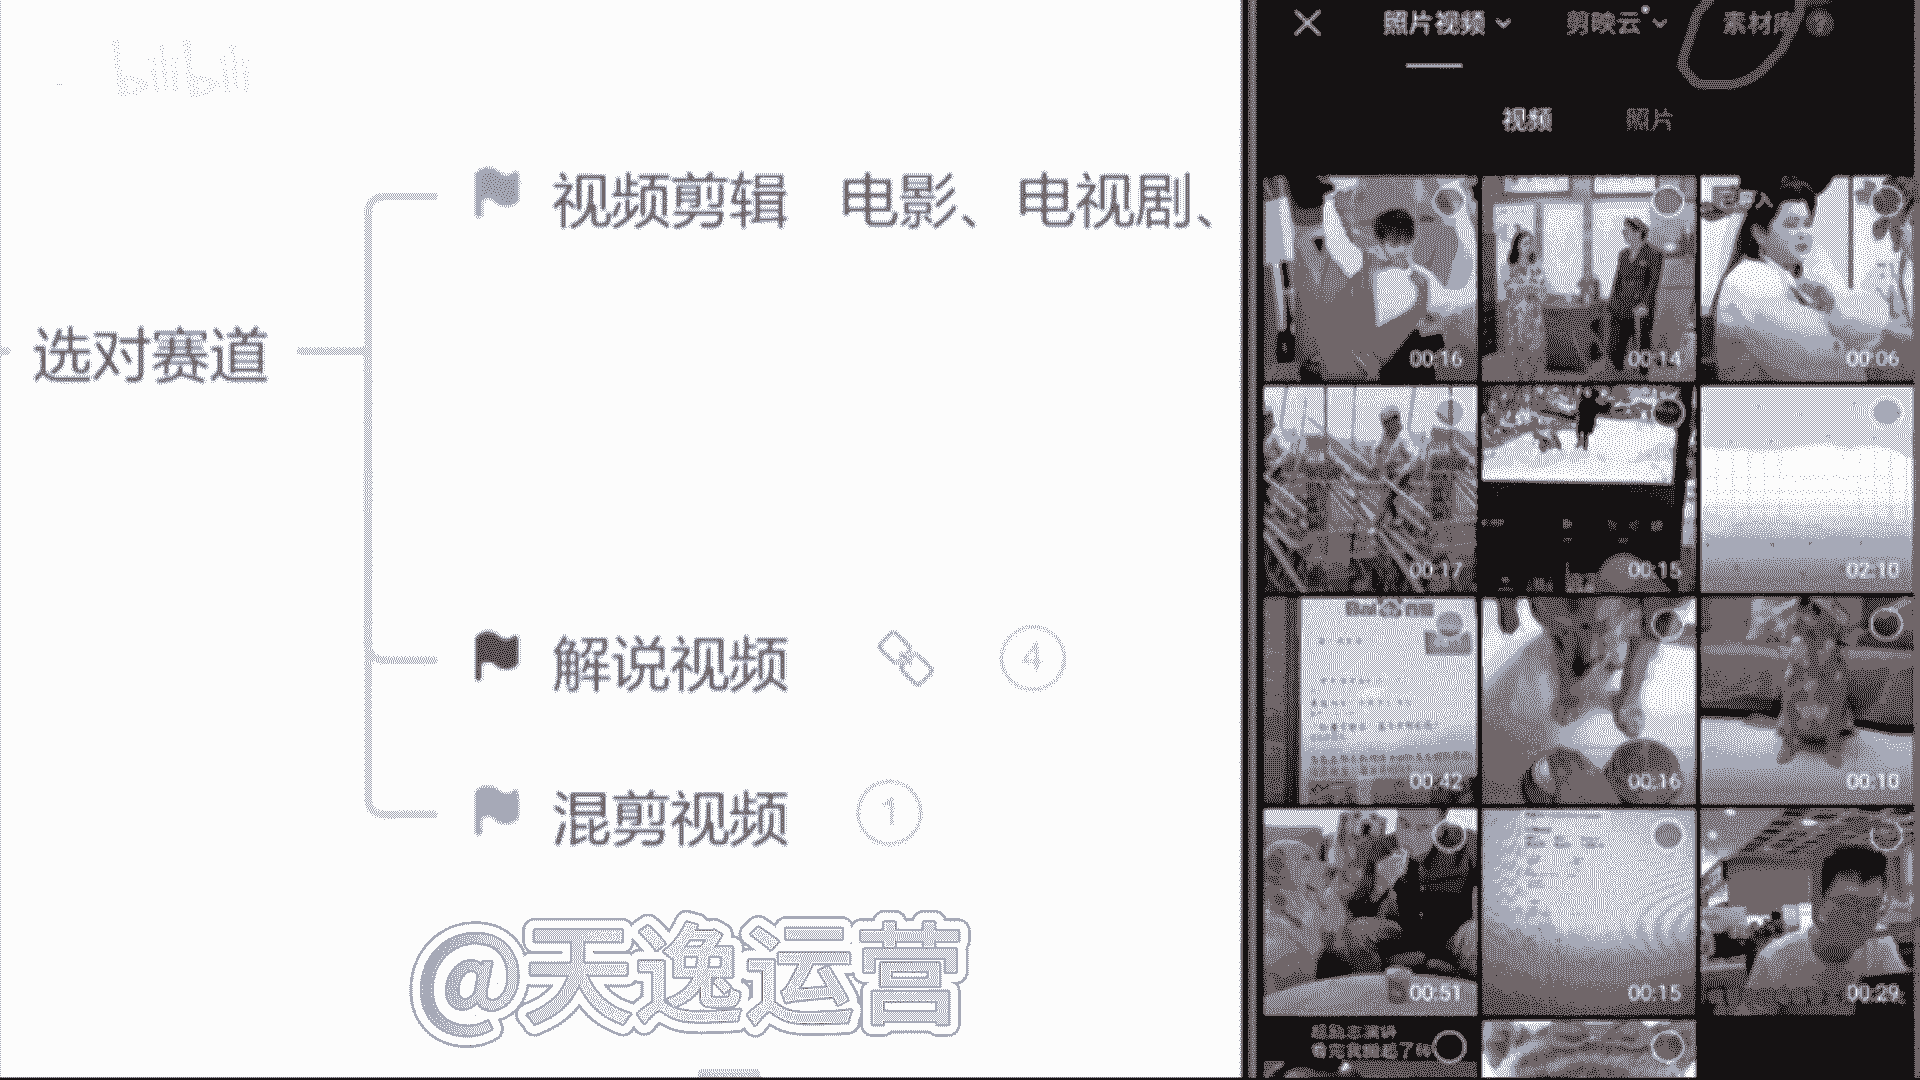 bilibili
选对赛道
视频剪辑 电影、电视剧、
解说视频 4
混剪视频 1
@天逸运营
照片视频 剪映云 素材库
视频 照片
00:16 00:14 00:06
00:17 00:15 02:10
00:42 00:16 00:10
00:51 00:15 00:29